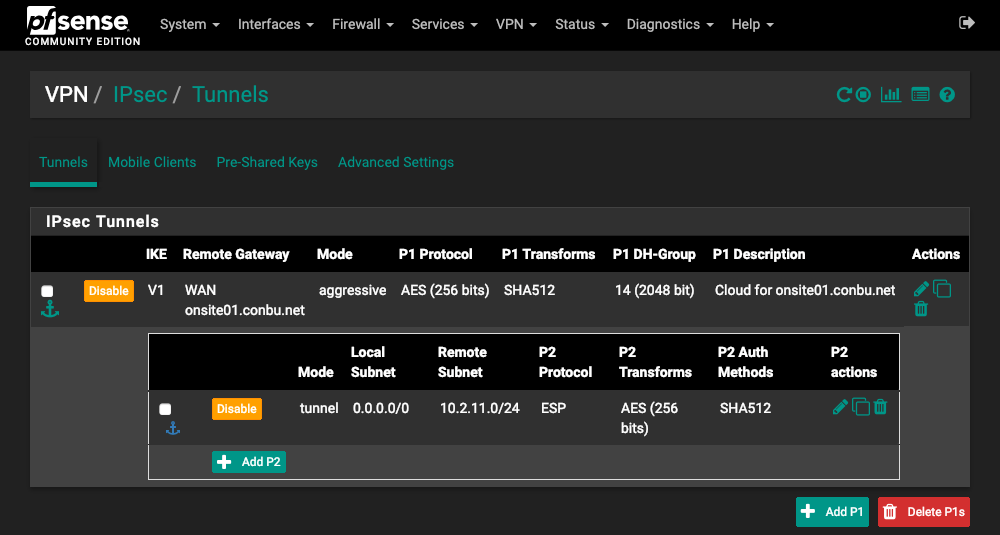 pfsense
COMMUNITY EDITION
System Interfaces Firewall Services VPN Status Diagnostics Help
VPN / IPsec / Tunnels
Tunnels Mobile Clients Pre-Shared Keys Advanced Settings
IPsec Tunnels
IKE Remote Gateway Mode P1 Protocol P1 Transforms P1 DH-Group P1 Description Actions
Disable V1 WAN aggressive AES (256 bits) SHA512 14 (2048 bit) Cloud for onsite01.conbu.net
onsite01.conbu.net
Local Remote P2 P2 P2 Auth P2
Mode Subnet Subnet Protocol Transforms Methods actions
Disable tunnel 0.0.0.0/0 10.2.11.0/24 ESP AES (256 SHA512
bits)
Add P2
Add P1 Delete P1s